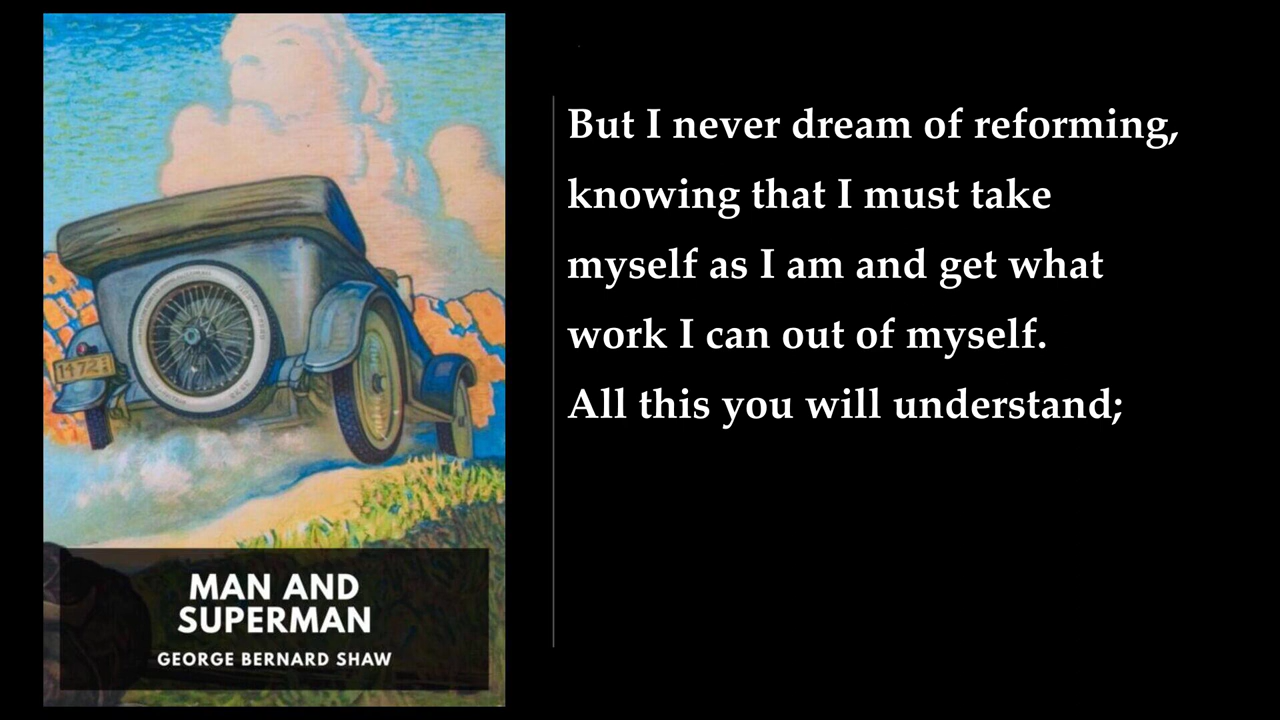 But I never dream of reforming,
knowing that I must take
myself as I am and get what
work I can out of myself.
All this you will understand;
1472
MAN AND
SUPERMAN
GEORGE BERNARD SHAW